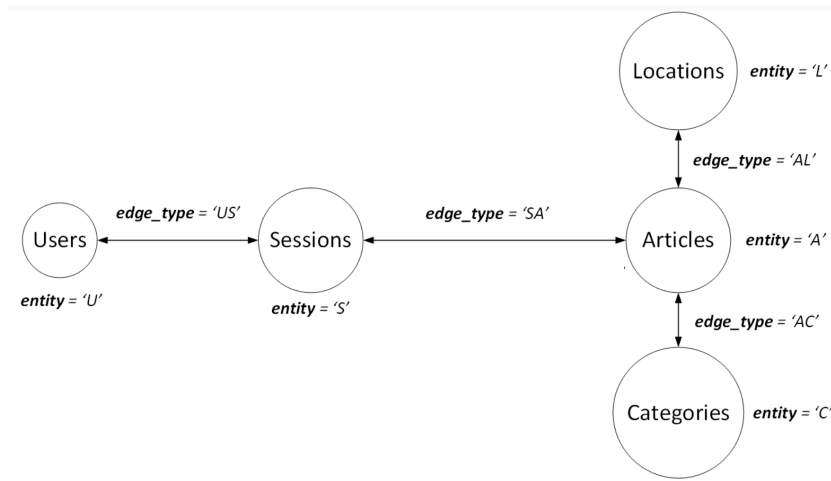 Locations
entity = ‘L’
edge_type = ‘AL’
edge_type = ‘US’
edge_type = ‘SA’
Users
Sessions
Articles
entity = ‘A’
entity = ‘U’
entity = ‘S’
edge_type = ‘AC’
Categories
entity = ‘C’